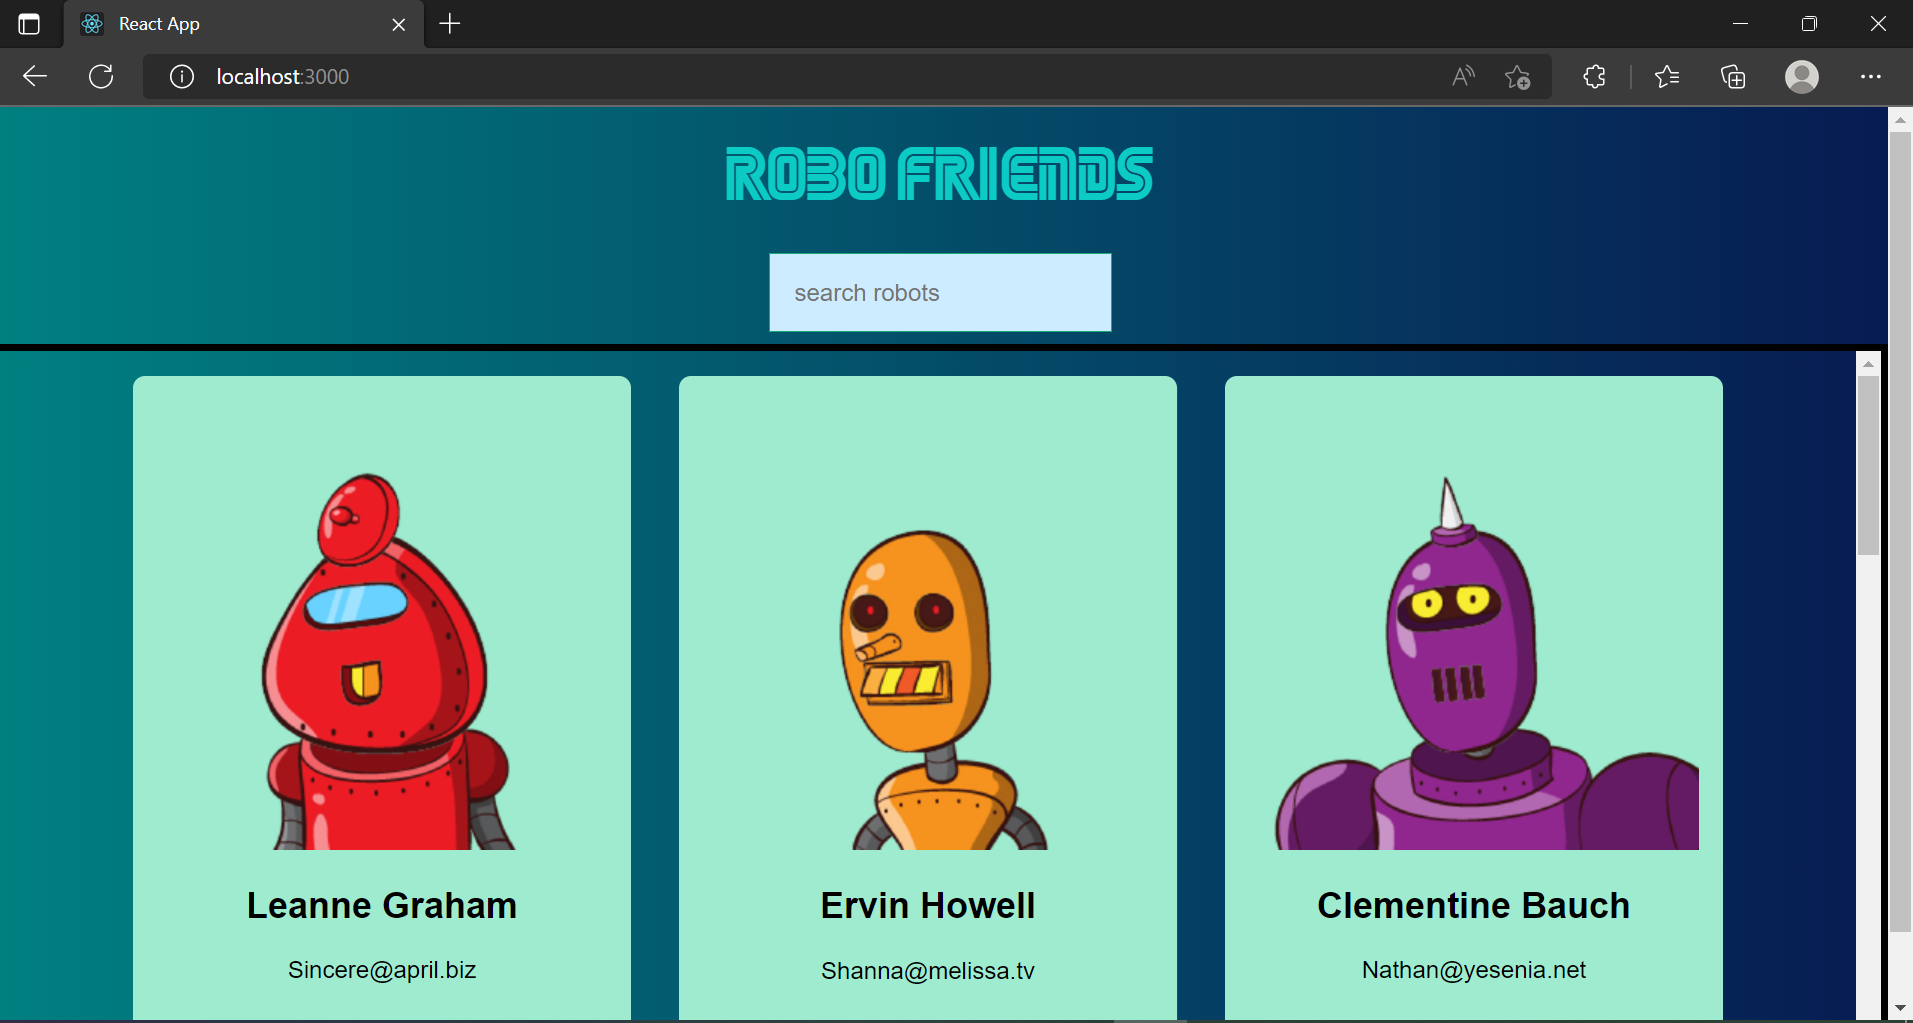 React App
localhost:3000
ROBO FRIENDS
search robots
Leanne Graham
Sincere@april.biz
Ervin Howell
Shanna@melissa.tv
Clementine Bauch
Nathan@yesenia.net